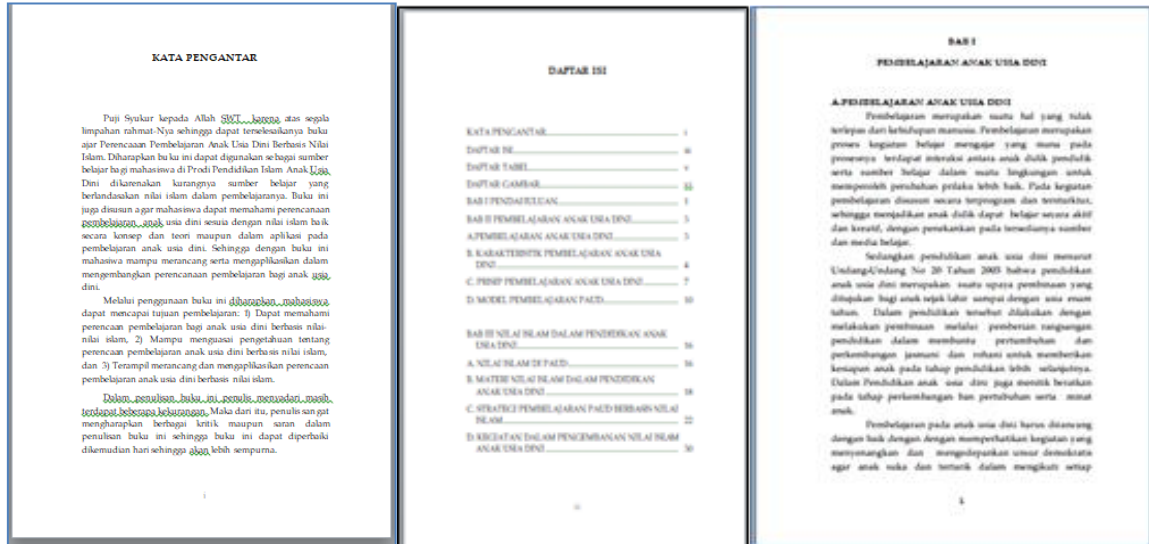 KATA PENGANTAR
Puji Syukur kepada Allah SWT karena atas segala
limpahan rahmat-Nya sehingga dapat terselesaikanya buku
ajar Perencaaan Pembelajaran Anak Usia Dini Berbasis Nilai
Islam. Diharapkan buku ini dapat digunakan sebagai sumber
belajar bagi mahasiswa di Prodi Pendidikan Islam Anak Usia
Dini dikarenakan kurangnya sumber belajar yang
berlandasakan nilai islam dalam pembelajaranya. Buku ini
juga disusun agar mahasiswa dapat memahami perencanaan
pembelajaran anak usia dini sesuia dengan nilai islam baik
secara konsep dan teori maupun dalam aplikasi pada
pembelajaran anak usia dini. Sehingga dengan buku ini
mahasiwa mampu merancang serta mengaplikasikan dalam
mengembangkan perencanaan pembelajaran bagi anak usia
dini.
Melalui penggunaan buku ini diharapkan mahasiswa
dapat mencapai tujuan pembelajaran: 1) Dapat memahami
perencaan pembelajaran bagi anak usia dini berbasis nilai-
nilai islam, 2) Mampu menguasai pengetahuan tentang
perencaan pembelajaran anak usia dini berbasis nilai islam,
dan 3) Terampil merancang dan mengaplikasikan perencaan
pembelajaran anak usia dini berbasis nilai islam.
Dalam penulisan buku ini penulis menyadari masih
terdapat beberapa kekurangan. Maka dari itu, penulis sangat
mengharapkan berbagai kritik maupun saran dalam
penulisan buku ini sehingga buku ini dapat diperbaiki
dikemudian hari sehingga akan lebih sempurna.
i
DAFTAR ISI
KATA PENGANTAR i
DAFTAR ISI
DAFTAR TABEL v
DAFTAR GAMBAR
BAB I PENDAHULUAN 1
BAB II PEMBELAJARAN ANAK USIA DINI 3
A.PEMBELAJARAN ANAK USIA DINI 3
B. KARAKTERISTIK PEMBELAJARAN ANAK USIA
DINI 4
C. PRISIP PEMBELAJARAN ANAK USIA DINI 7
D. MODEL PEMBELAJARAN PAUD 10
BAB III NILAI ISLAM DALAM PENDIDIKAN ANAK
USIA DINI 16
A. NILAI ISLAM DI PAUD 16
B. MATERI NILAI ISLAM DALAM PENDIDIKAN
ANAK USIA DINI 18
C. STRATEGI PEMBELAJARAN PAUD BERBASIS NILAI
ISLAM 22
D. KEGIATAN DALAM PENGEMBANAN NILAI ISLAM
ANAK USIA DINI 30
BAB I
PEMBELAJARAN ANAK USIA DINI
A.PEMBELAJARAN ANAK USIA DINI
Pembelajaran merupakan suatu hal yang tidak
terlepas dari kehidupan manusia. Pembelajaran merupakan
proses kegiatan belajar mengajar yang mana pada
prosesnya terdapat interaksi antara anak didik pendidik
serta sumber belajar dalam suatu lingkungan untuk
memperoleh perubahan prilaku lebih baik. Pada kegiatan
pembelajaran disusun secara terprogram dan
sehingga menjadikan anak didik dapat belajar secara aktif
dan kreatif, dengan penekankan pada tersedianya sumber
dan media belajar.
Sedangkan pendidikan anak usia dini menurut
Undang-Undang No 20 Tahun 2003 bahwa pendidikan
anak usia dini merupakan suatu upaya pembinaan yang
ditujukan bagi anak sejak lahir sampai dengan usia enam
tahun. Dalam pendidikan tersebut dilakukan dengan
melakukan pembinaan melalui pemberian rangsangan
pendidikan dalam membantu pertumbuhan dan
perkembangan jasmani dan rohani untuk memberikan
kesiapan anak pada tahap pendidikan lebih selanjutnya.
Dalam Pendidikan anak usia dini juga menitik beratkan
pada tahap perkembangan han pertubuhan serta minat
anak.
Pembelajaran pada anak usia dini harus dirancang
dengan baik dengan dengan memperhatikan kegiatan yang
menyenangkan dan mengedepankan unsur demokratis
agar anak suka dan tertarik dalam mengikuti setiap